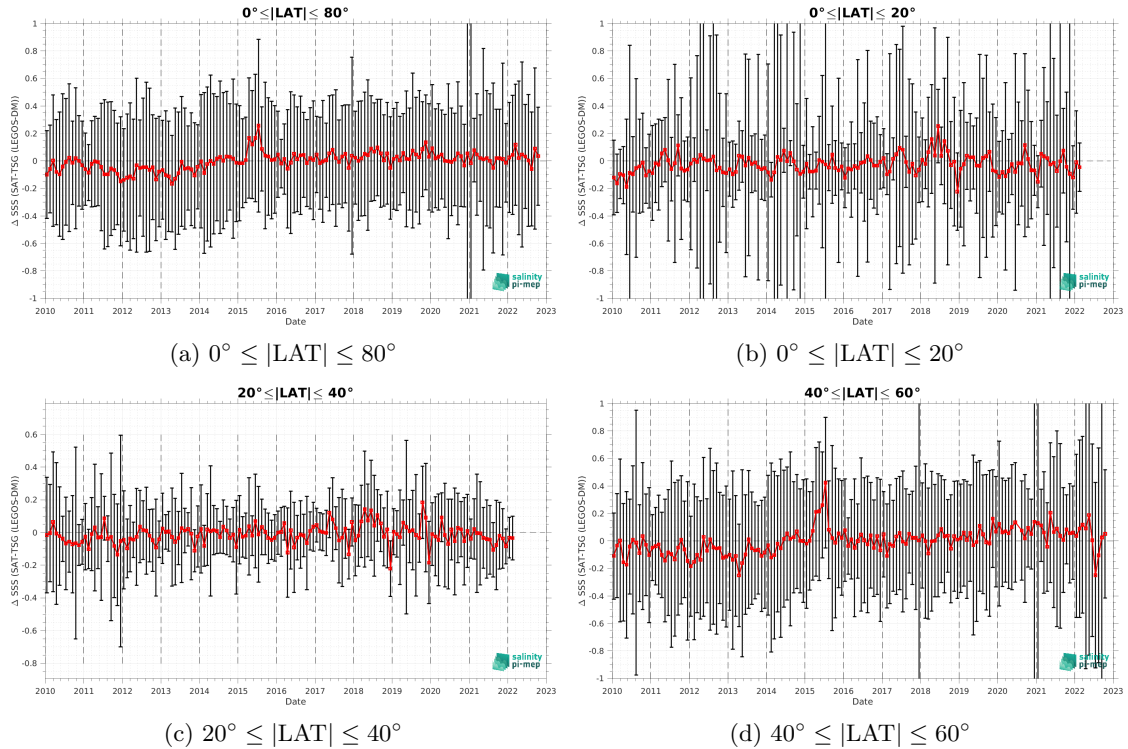 0°≤|LAT|≤ 80°
1
0.8
0.6
0.4
0.2
0
-0.2
-0.4
-0.6
-0.8
-1
Δ SSS (SAT-TSG (LEGOS-DM))
2010 2011 2012 2013 2014 2015 2016 2017 2018 2019 2020 2021 2022 2023
Date
salinity
pi-mep
(a) 0° ≤ |LAT| ≤ 80°
0°≤|LAT|≤ 20°
1
0.8
0.6
0.4
0.2
0
-0.2
-0.4
-0.6
-0.8
-1
Δ SSS (SAT-TSG (LEGOS-DM))
2010 2011 2012 2013 2014 2015 2016 2017 2018 2019 2020 2021 2022 2023
Date
salinity
pi-mep
(b) 0° ≤ |LAT| ≤ 20°
20°≤|LAT|≤ 40°
0.6
0.4
0.2
0
-0.2
-0.4
-0.6
-0.8
Δ SSS (SAT-TSG (LEGOS-DM))
2010 2011 2012 2013 2014 2015 2016 2017 2018 2019 2020 2021 2022 2023
Date
salinity
pi-mep
(c) 20° ≤ |LAT| ≤ 40°
40°≤|LAT|≤ 60°
1
0.8
0.6
0.4
0.2
0
-0.2
-0.4
-0.6
-0.8
-1
Δ SSS (SAT-TSG (LEGOS-DM))
2010 2011 2012 2013 2014 2015 2016 2017 2018 2019 2020 2021 2022 2023
Date
salinity
pi-mep
(d) 40° ≤ |LAT| ≤ 60°